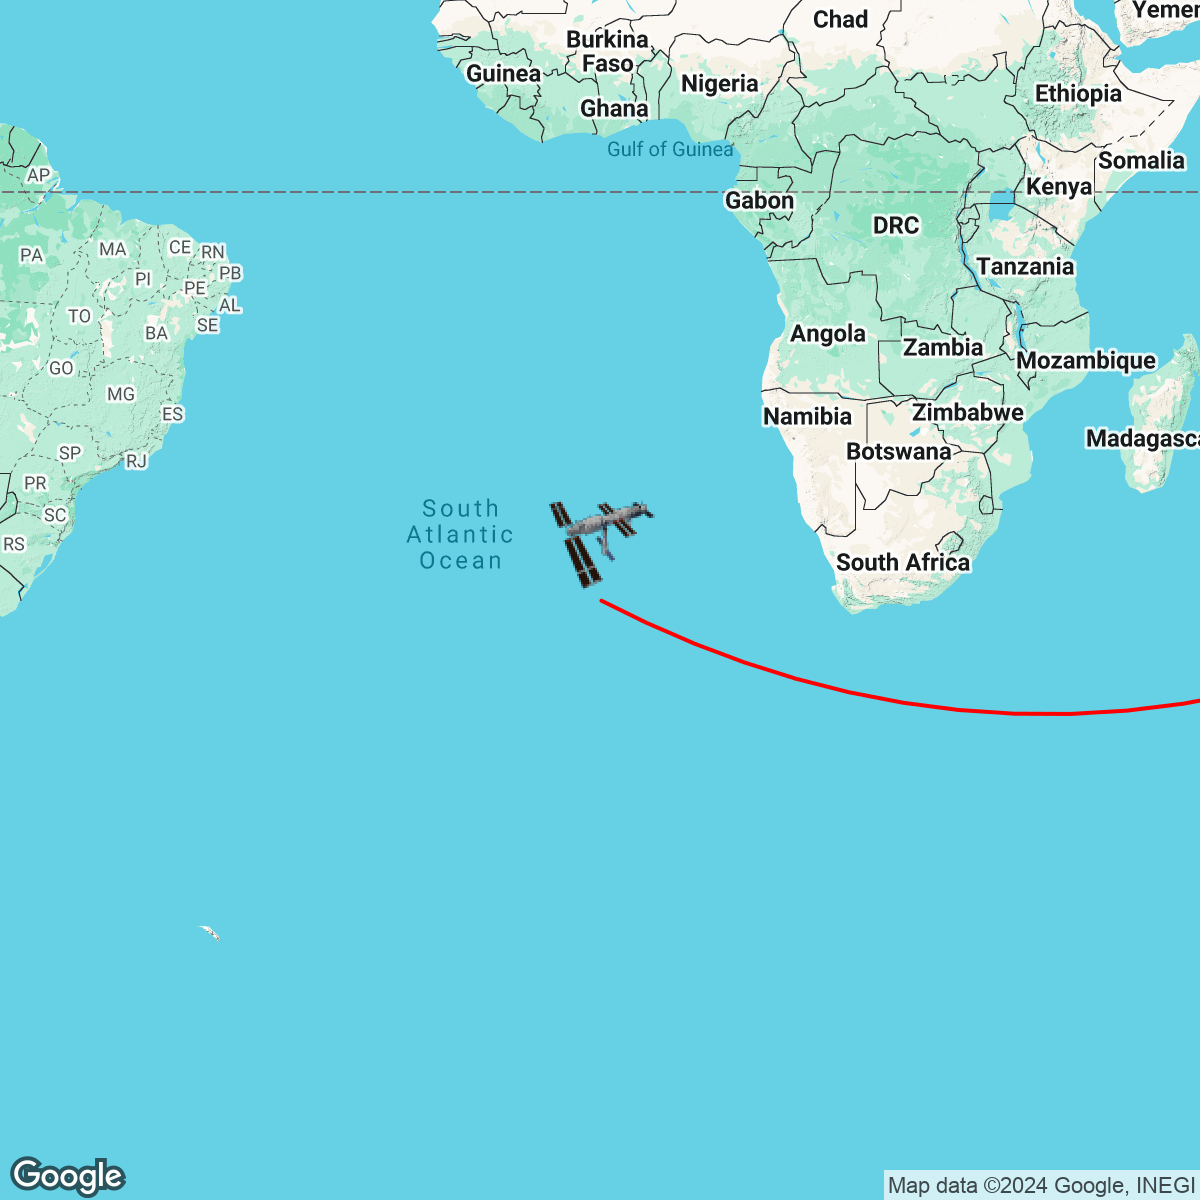 Yemen
Chad
Burkina
Faso
Guinea
Nigeria
Ethiopia
Ghana
Gulf of Guinea
Somalia
AP
Kenya
Gabon
DRC
MA
CE
RN
PA
PI
PB
Tanzania
PE
AL
TO
SE
BA
Angola
Zambia
Mozambique
GO
MG
ES
Namibia
Zimbabwe
Madagasca
SP
RJ
Botswana
PR
SC
South
Atlantic
Ocean
RS
South Africa
Google
Map data ©2024 Google, INEGI